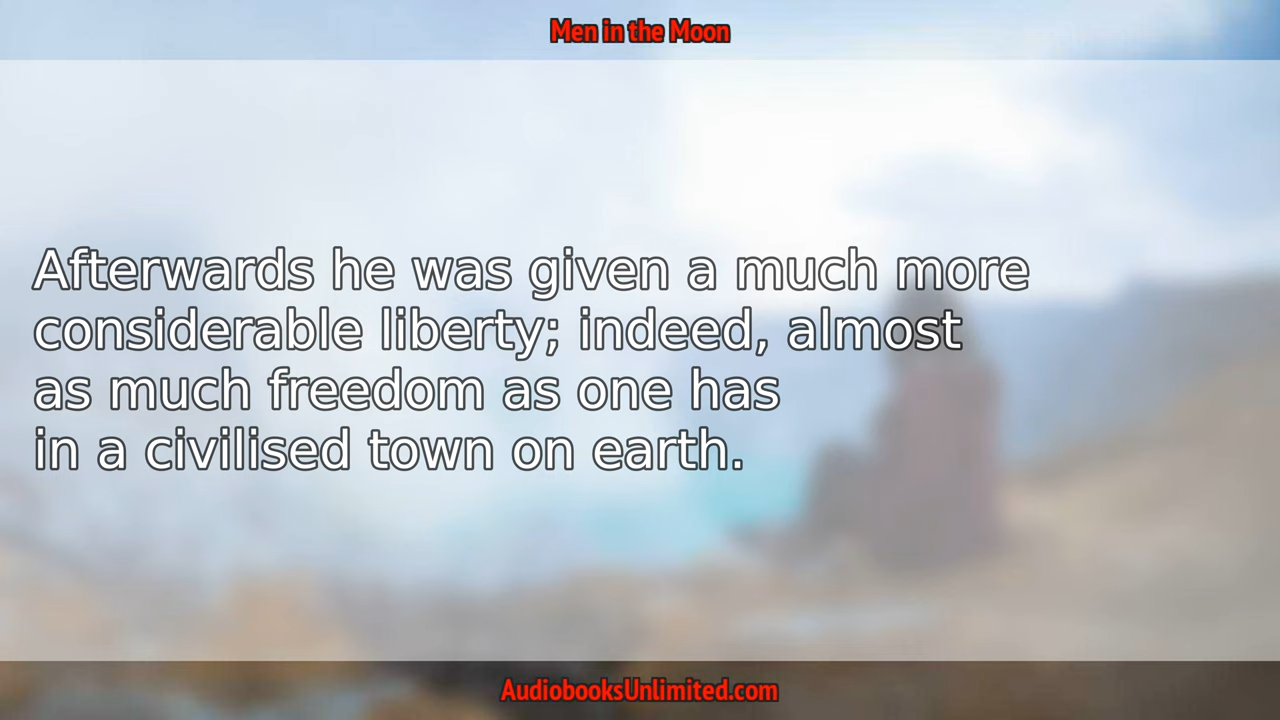 Men in the Moon
Afterwards he was given a much more
considerable liberty; indeed, almost
as much freedom as one has
in a civilised town on earth.
AudiobooksUnlimited.com